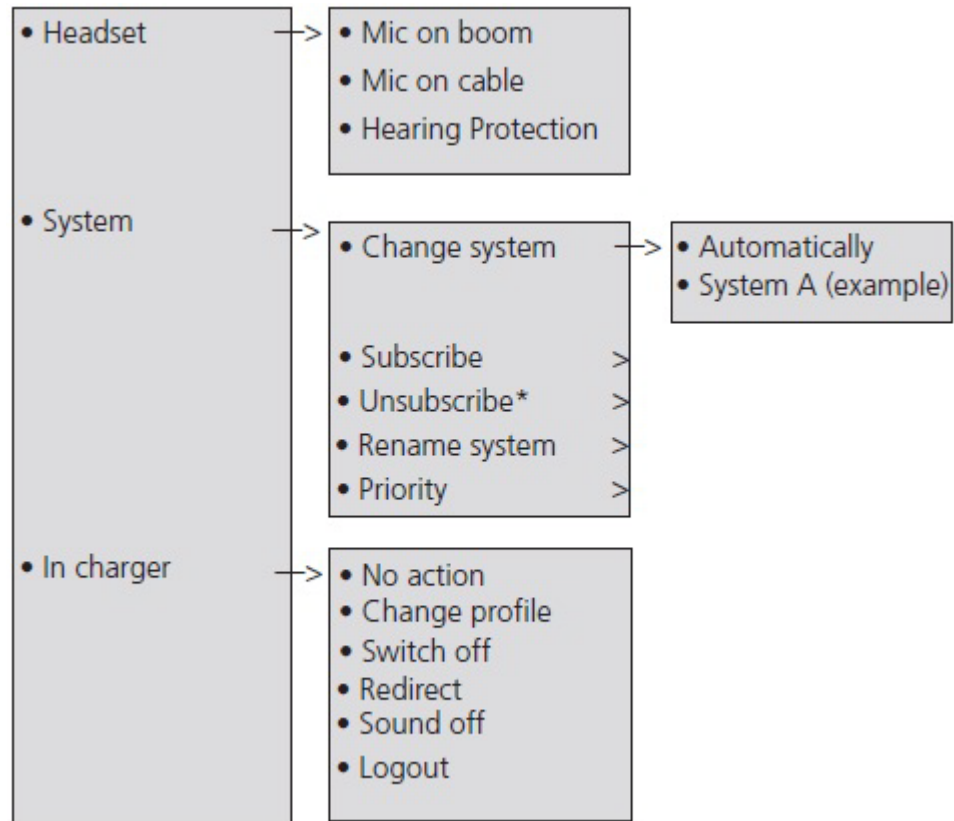 • Headset —> • Mic on boom
• Mic on cable
• Hearing Protection
• System —> • Change system —> • Automatically
• System A (example)
• Subscribe >
• Unsubscribe* >
• Rename system >
• Priority >
• In charger —> • No action
• Change profile
• Switch off
• Redirect
• Sound off
• Logout